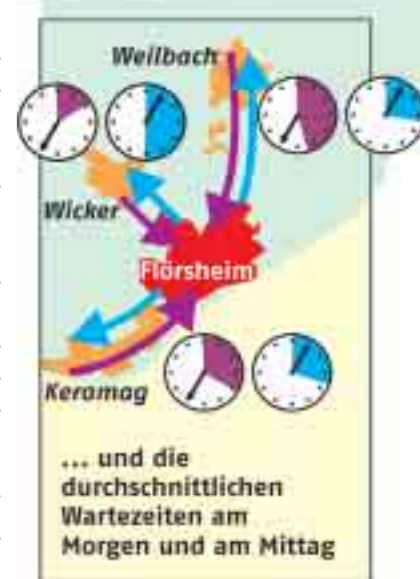 Weilbach
Wicker
Flörsheim
Keramag
... und die
durchschnittlichen
Wartezeiten am
Morgen und am Mittag